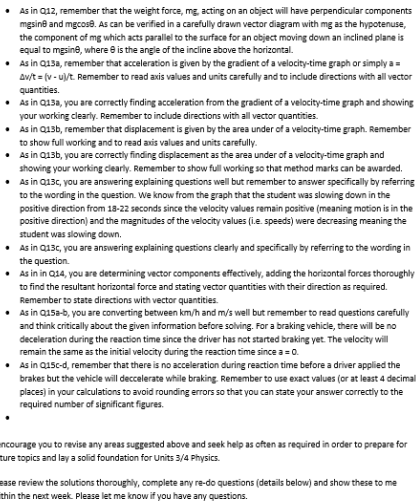 • As in Q12, remember that the weight force, mg, acting on an object will have perpendicular components
mgsinθ and mgcosθ. As can be verified in a carefully drawn vector diagram with mg as the hypotenuse,
the component of mg which acts parallel to the surface for an object moving down an inclined plane is
equal to mgsinθ, where θ is the angle of the incline above the horizontal.
• As in Q13a, remember that acceleration is given by the gradient of a velocity-time graph or simply a =
Δv/t = (v - u)/t. Remember to read axis values and units carefully and to include directions with all vector
quantities.
• As in Q13a, you are correctly finding acceleration from the gradient of a velocity-time graph and showing
your working clearly. Remember to include directions with all vector quantities.
• As in Q13b, remember that displacement is given by the area under of a velocity-time graph. Remember
to show full working and to read axis values and units carefully.
• As in Q13b, you are correctly finding displacement as the area under of a velocity-time graph and
showing your working clearly. Remember to show full working so that method marks can be awarded.
• As in Q13c, you are answering explaining questions well but remember to answer specifically by referring
to the wording in the question. We know from the graph that the student was slowing down in the
positive direction from 18-22 seconds since the velocity values remain positive (meaning motion is in the
positive direction) and the magnitudes of the velocity values (i.e. speeds) were decreasing meaning the
student was slowing down.
• As in Q13c, you are answering explaining questions clearly and specifically by referring to the wording in
the question.
• As in in Q14, you are determining vector components effectively, adding the horizontal forces thoroughly
to find the resultant horizontal force and stating vector quantities with their direction as required.
Remember to state directions with vector quantities.
• As in Q15a-b, you are converting between km/h and m/s well but remember to read questions carefully
and think critically about the given information before solving. For a braking vehicle, there will be no
deceleration during the reaction time since the driver has not started braking yet. The velocity will
remain the same as the initial velocity during the reaction time since a = 0.
• As in Q15c-d, remember that there is no acceleration during reaction time before a driver applied the
brakes but the vehicle will deccelerate while braking. Remember to use exact values (or at least 4 decimal
places) in your calculations to avoid rounding errors so that you can state your answer correctly to the
required number of significant figures.
•
ncourage you to revise any areas suggested above and seek help as often as required in order to prepare for
ture topics and lay a solid foundation for Units 3/4 Physics.
ease review the solutions thoroughly, complete any re-do questions (details below) and show these to me
thin the next week. Please let me know if you have any questions.